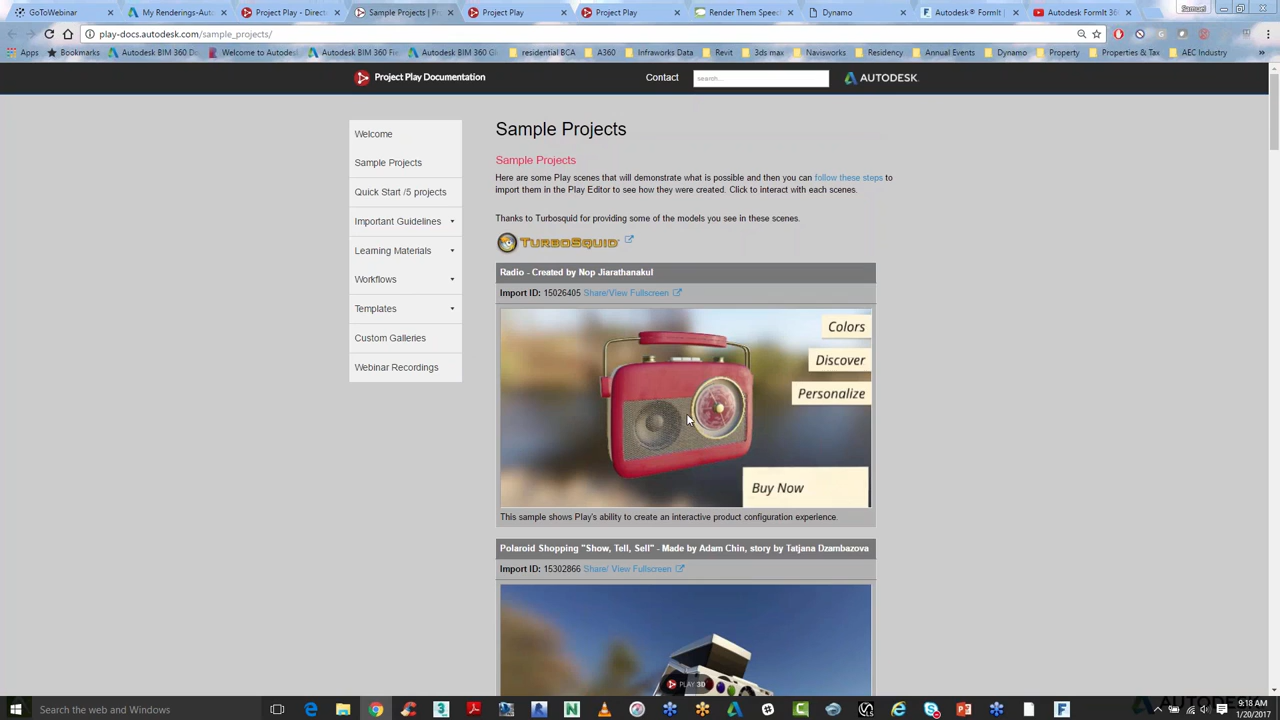 GoToWebinar
My Renderings-Auto
Project Play - Direct
Sample Projects | Pr
Project Play
Project Play
Render Them Speec
Dynamo
Autodesk® FormIt |
Autodesk FormIt 36
Samuel
play-docs.autodesk.com/sample_projects/
Apps
Bookmarks
Autodesk BIM 360 Do
Welcome to Autodes
Autodesk BIM 360 Fie
Autodesk BIM 360 Gl
residential BCA
A360
Infraworks Data
Revit
3ds max
Navisworks
Residency
Annual Events
Dynamo
Property
Properties & Tax
AEC Industry
Project Play Documentation
Contact
search...
AUTODESK.
Welcome
Sample Projects
Quick Start /5 projects
Important Guidelines
Learning Materials
Workflows
Templates
Custom Galleries
Webinar Recordings
Sample Projects
Sample Projects
Here are some Play scenes that will demonstrate what is possible and then you can follow these steps to
import them in the Play Editor to see how they were created. Click to interact with each scenes.
Thanks to Turbosquid for providing some of the models you see in these scenes.
TURBOSQUID
Radio - Created by Nop Jiarathanakul
Import ID: 15026405 Share/View Fullscreen
Colors
Discover
Personalize
Buy Now
This sample shows Play's ability to create an interactive product configuration experience.
Polaroid Shopping "Show, Tell, Sell" - Made by Adam Chin, story by Tatjana Dzambazova
Import ID: 15302866 Share/ View Fullscreen
PLAY 3D
Search the web and Windows
AUTODESK
9:18 AM
1/20/2017